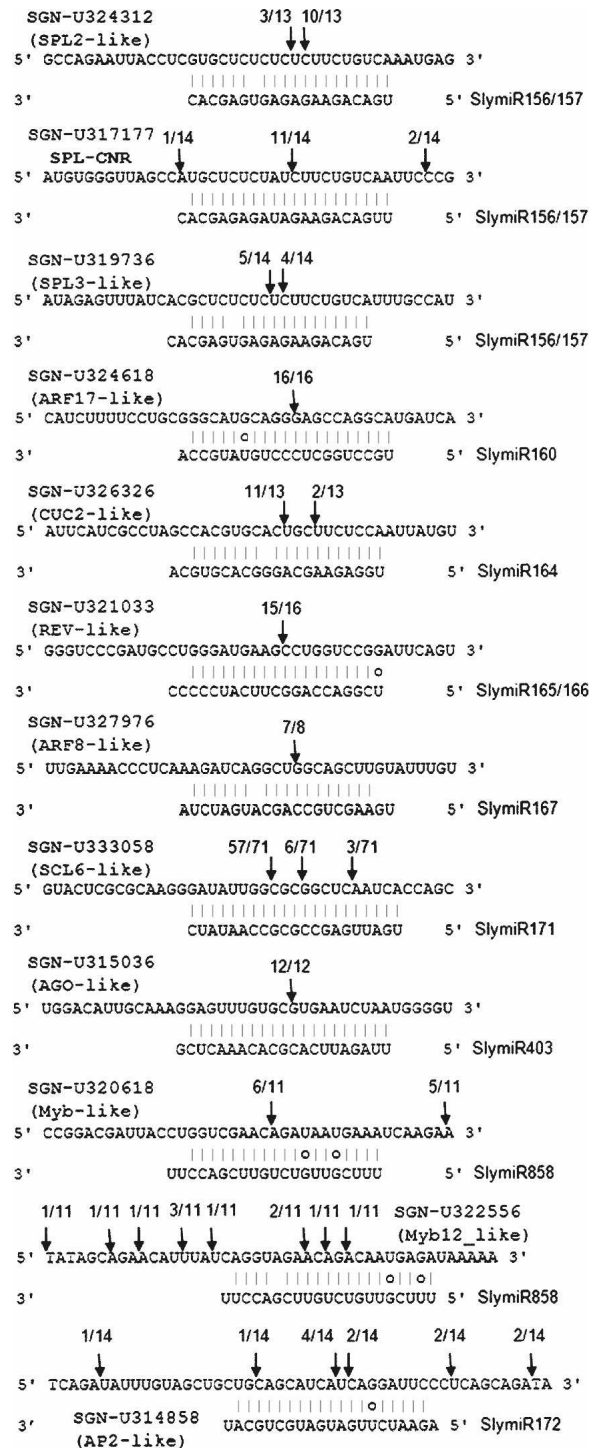 SGN-U324312 3/13 10/13
(SPL2-like)
5' GCCAGAAUUACCUCGUGCUCUCUCUCUUCUGUCAAAUGAG 3'
3' CACGAGUGAGAGAAGACAGU 5' SlymiR156/157
SGN-U317177 1/14 11/14 2/14
SPL-CNR
5' AUGUGGGUUAGCCAUGCUCUCUAUCUUCUGUCAAUUCCCG 3'
3' CACGAGAGAUAGAAGACAGUU 5' SlymiR156/157
SGN-U319736 5/14 4/14
(SPL3-like)
5' AUAGAGUUUAUCACGCUCUCUCUCUUCUGUCAUUUGCCAU 3'
3' CACGAGUGAGAGAAGACAGU 5' SlymiR156/157
SGN-U324618 16/16
(ARF17-like)
5' CAUCUUUUCCUGCGGGCAUGCAGGGAGCCAGGCAUGAUCA 3'
3' ACCGUAUGUCCCUCGGUCCGU 5' SlymiR160
SGN-U326326 11/13 2/13
(CUC2-like)
5' AUUCAUCGCCUAGCCACGUGCACUGCUUCUCCAAUUAUGU 3'
3' ACGUGCACGGGACGAAGAGGU 5' SlymiR164
SGN-U321033 15/16
(REV-like)
5' GGGUCCCGAUGCCUGGGAUGAAGCCUGGUCCGGAUUCAGU 3'
3' CCCCCUACUUCGGACCAGGCU 5' SlymiR165/166
SGN-U327976 7/8
(ARF8-like)
5' UUGAAAACCCUCAAAGAUCAGGCUGGCAGCUUGUAUUUGU 3'
3' AUCUAGUACGACCGUCGAAGU 5' SlymiR167
SGN-U333058 57/71 6/71 3/71
(SCL6-like)
5' GUACUCGCGCAAGGGAUAUUGGCGCGGCUCAAUCACCAGC 3'
3' CUAUAACCGCGCCGAGUUAGU 5' SlymiR171
SGN-U315036 12/12
(AGO-like)
5' UGGACAUUGCAAAGGAGUUUGUGCGUGAAUCUAAUGGGGU 3'
3' GCUCAAACACGCACUUAGAUU 5' SlymiR403
SGN-U320618 6/11 5/11
(Myb-like)
5' CCGGACGAUUACCUGGUCGAACAGAUAAUGAAAUCAAGAA 3'
3' UUCCAGCUUGUCUGUUGCUUU 5' SlymiR858
1/11 1/11 1/11 3/11 1/11 2/11 1/11 1/11 SGN-U322556
(Myb12_like)
5' TATAGCAGAACAUUUAUCAGGUAGAACAGACAAUGAGAUAAAAA 3'
3' UUCCAGCUUGUCUGUUGCUUU 5' SlymiR858
1/14 1/14 4/14 2/14 2/14 2/14
5' TCAGAUAUUUGUAGCUGCUGCAGCAUCAUCAGGAUUCCCUCAGCAGATA 3'
3' UACGUCGUAGUAGUUCUAAGA 5' SlymiR172
SGN-U314858
(AP2-like)